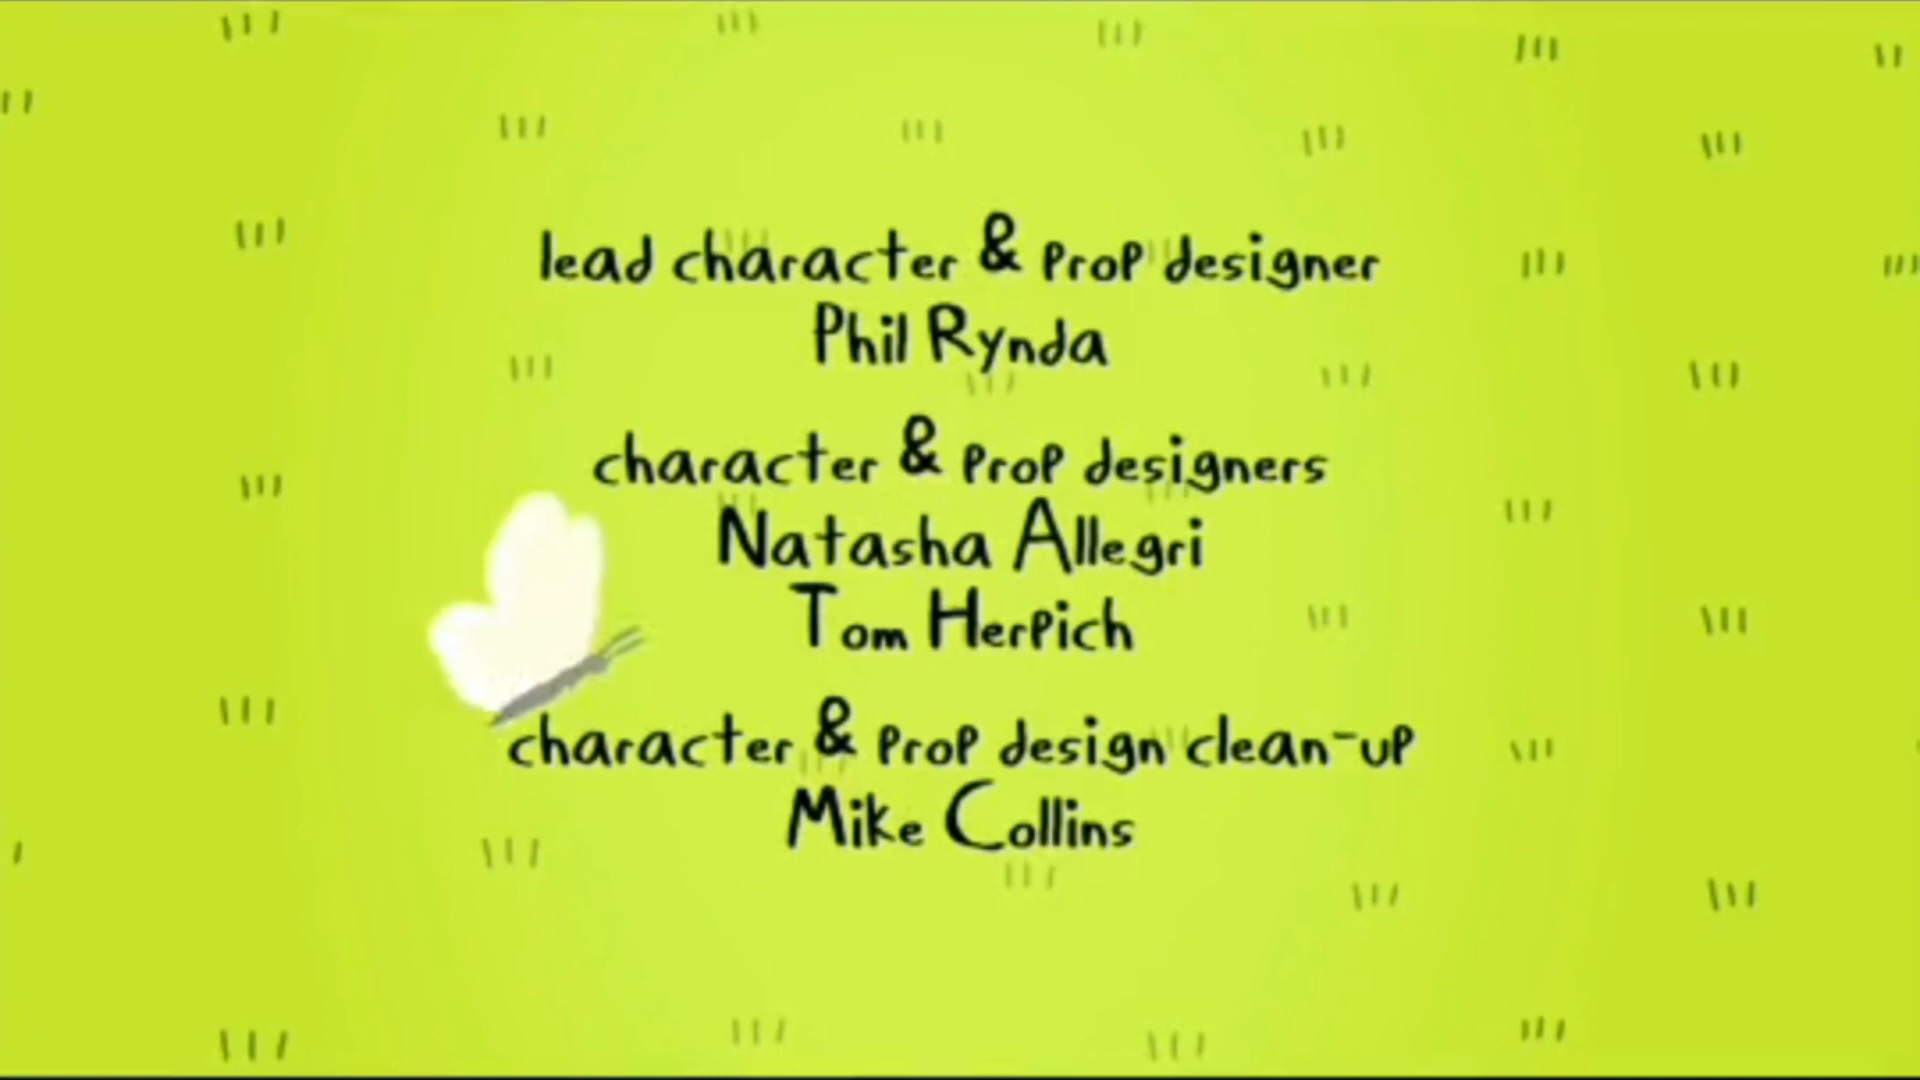 lead character & prop designer
Phil Rynda
character & prop designers
Natasha Allegri
Tom Herpich
character & prop design clean-up
Mike Collins